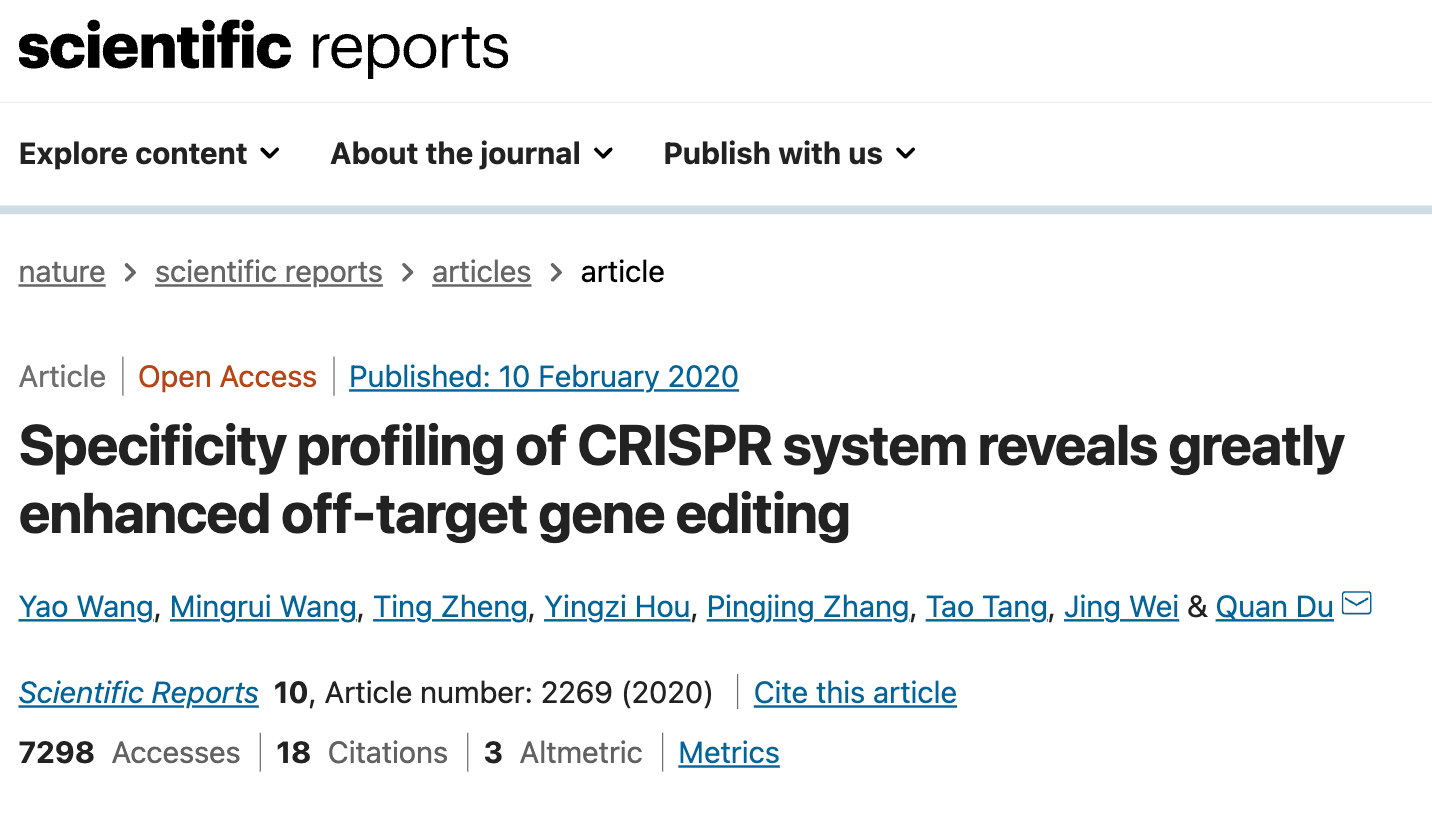 scientific reports
Explore content About the journal Publish with us
nature > scientific reports > articles > article
Article | Open Access | Published: 10 February 2020
Specificity profiling of CRISPR system reveals greatly
enhanced off-target gene editing
Yao Wang, Mingrui Wang, Ting Zheng, Yingzi Hou, Pingjing Zhang, Tao Tang, Jing Wei & Quan Du
Scientific Reports 10, Article number: 2269 (2020) | Cite this article
7298 Accesses | 18 Citations | 3 Altmetric | Metrics